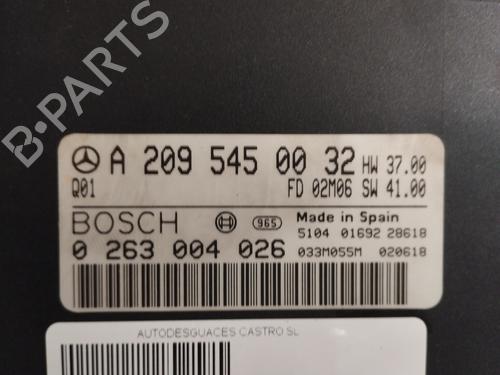 B-PARTS
A 209 545 00 32 HW 37.00
Q01 FD 02M06 SW 41.00
BOSCH 965 Made in Spain
5104 01692 28618
0 263 004 026 033M055M 020618
AUTODESGUACES CASTRO SL